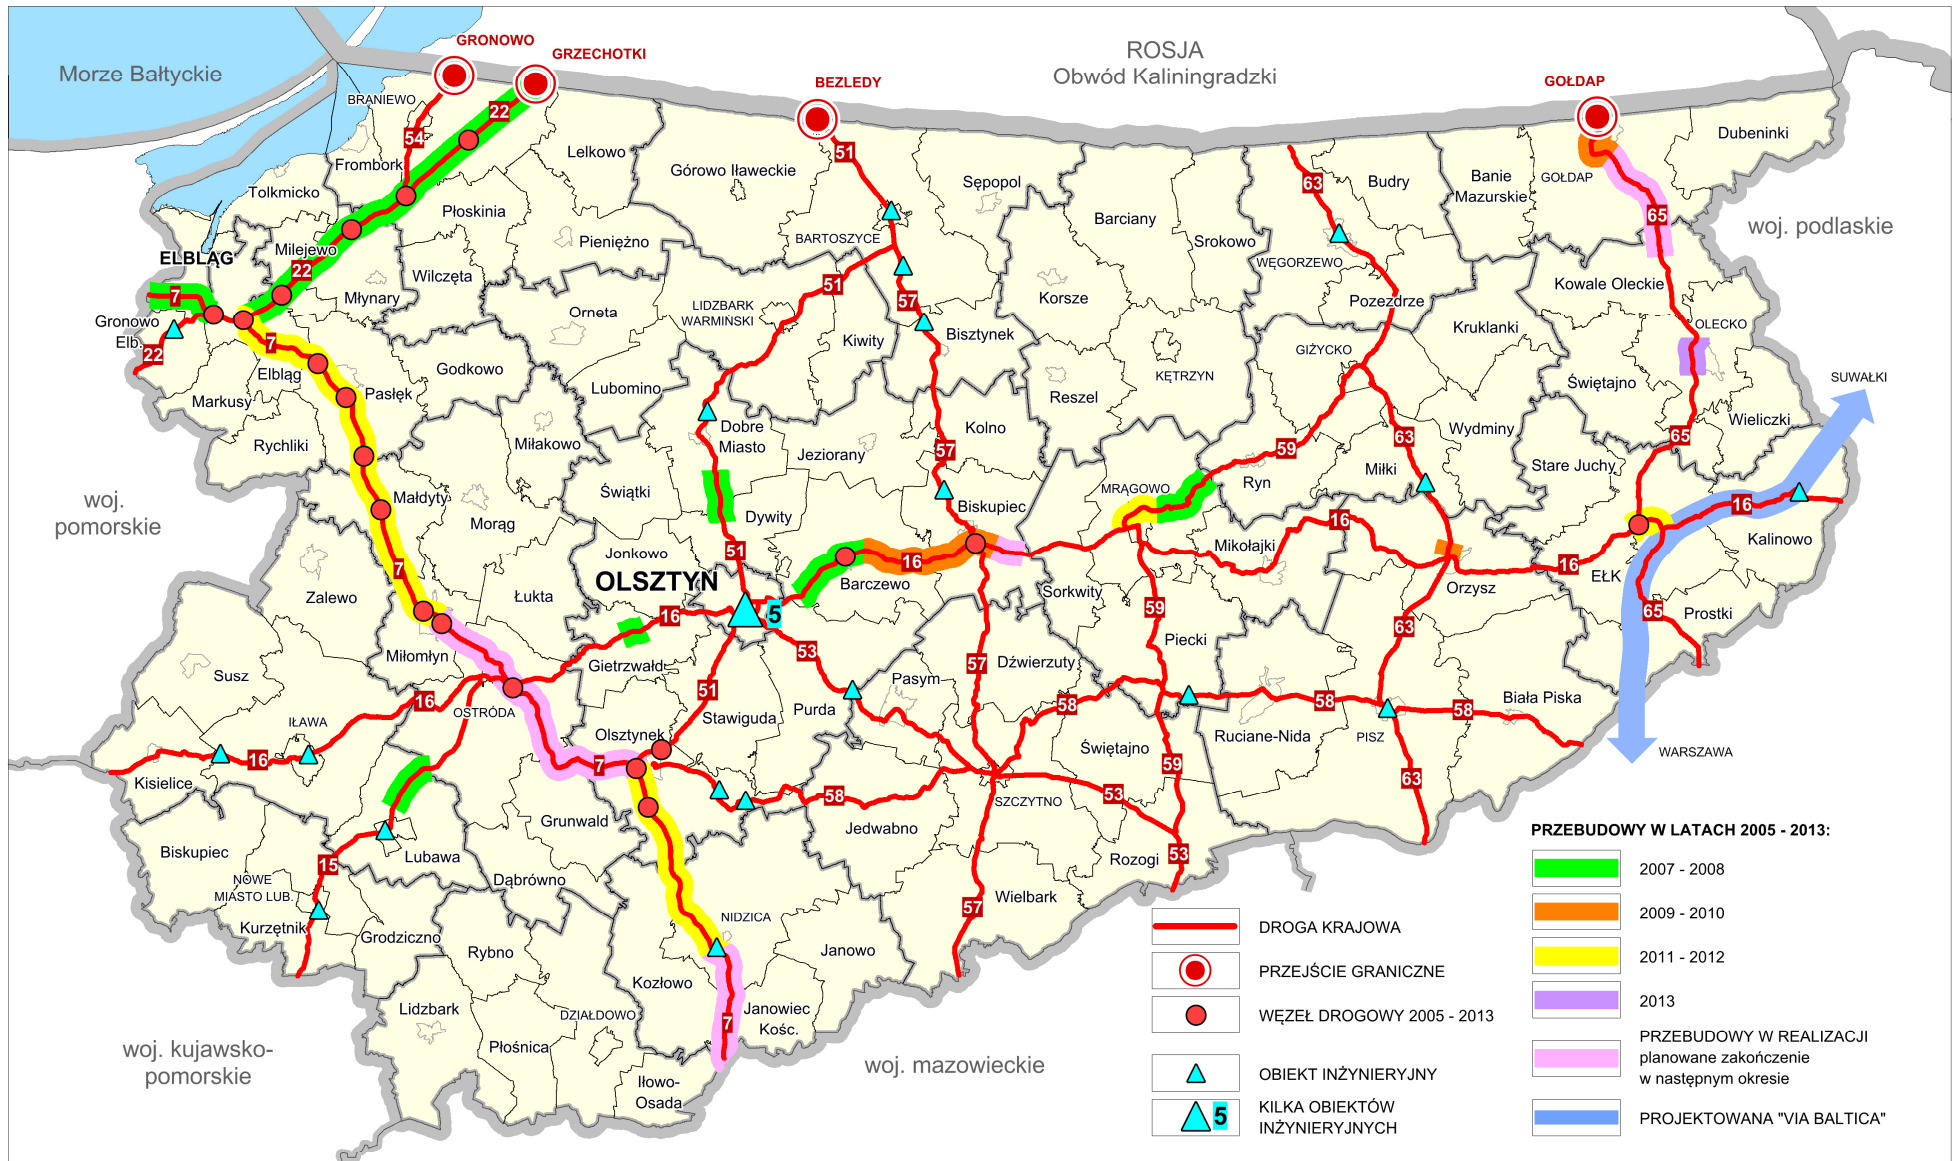 GRONOWO
GRZECHOTKI
ROSJA
Obwód Kaliningradzki
Morze Bałtyckie
BEZLEDY
GOŁDAP
BRANIEWO
22
54
Dubeninki
Lelkowo
51
Frombork
Górowo Iławeckie
Banie
Mazurskie
GOŁDAP
Sępopol
63
Budry
Tolkmicko
Płoskinia
Barciany
65
woj. podlaskie
Pieniężno
BARTOSZYCE
Srokowo
Milejewo
ELBLĄG
22
Wilczęta
WĘGORZEWO
51
Kowale Oleckie
7
Młynary
Korsze
57
Pozezdrze
LIDZBARK
WARMIŃSKI
Orneta
Gronowo
Elb.
Kruklanki
OLECKO
Bisztynek
Kiwity
7
22
GIŻYCKO
Elbląg
Godkowo
KĘTRZYN
SUWAŁKI
Świętajno
Lubomino
Pasłęk
Markusy
Reszel
Wieliczki
Dobre
Miasto
Kolno
Wydminy
63
65
Rychliki
Miłakowo
57
59
Jeziorany
Stare Juchy
Miłki
Ryn
MRĄGOWO
Świątki
woj.
pomorskie
Małdyty
Biskupiec
16
Morąg
Dywity
16
Kalinowo
Mikołajki
51
Jonkowo
16
16
7
OLSZTYN
Barczewo
EŁK
Orzysz
Sorkwity
Zalewo
Łukta
59
65
Prostki
16
5
63
Piecki
53
Miłomłyn
Gietrzwałd
57
Dźwierzuty
Susz
Pasym
51
16
58
58
58
Biała Piska
OSTRÓDA
Stawiguda
Purda
IŁAWA
Olsztynek
Ruciane-Nida
PISZ
Świętajno
WARSZAWA
16
7
59
63
Kisielice
58
53
SZCZYTNO
Grunwald
Jedwabno
Biskupiec
Lubawa
15
Rozogi
53
NOWE
MIASTO LUB.
Dąbrówno
Wielbark
57
NIDZICA
Kurzętnik
Grodziczno
Rybno
Janowo
Kozłowo
Lidzbark
DZIAŁDOWO
Janowiec
Kośc.
7
Płośnica
woj. kujawsko-
pomorskie
woj. mazowieckie
Iłowo-
Osada
DROGA KRAJOWA
PRZEJŚCIE GRANICZNE
WĘZEŁ DROGOWY 2005 - 2013
OBIEKT INŻYNIERYJNY
5
KILKA OBIEKTÓW
INŻYNIERYJNYCH
PRZEBUDOWY W LATACH 2005 - 2013:
2007 - 2008
2009 - 2010
2011 - 2012
2013
PRZEBUDOWY W REALIZACJI
planowane zakończenie
w następnym okresie
PROJEKTOWANA "VIA BALTICA"